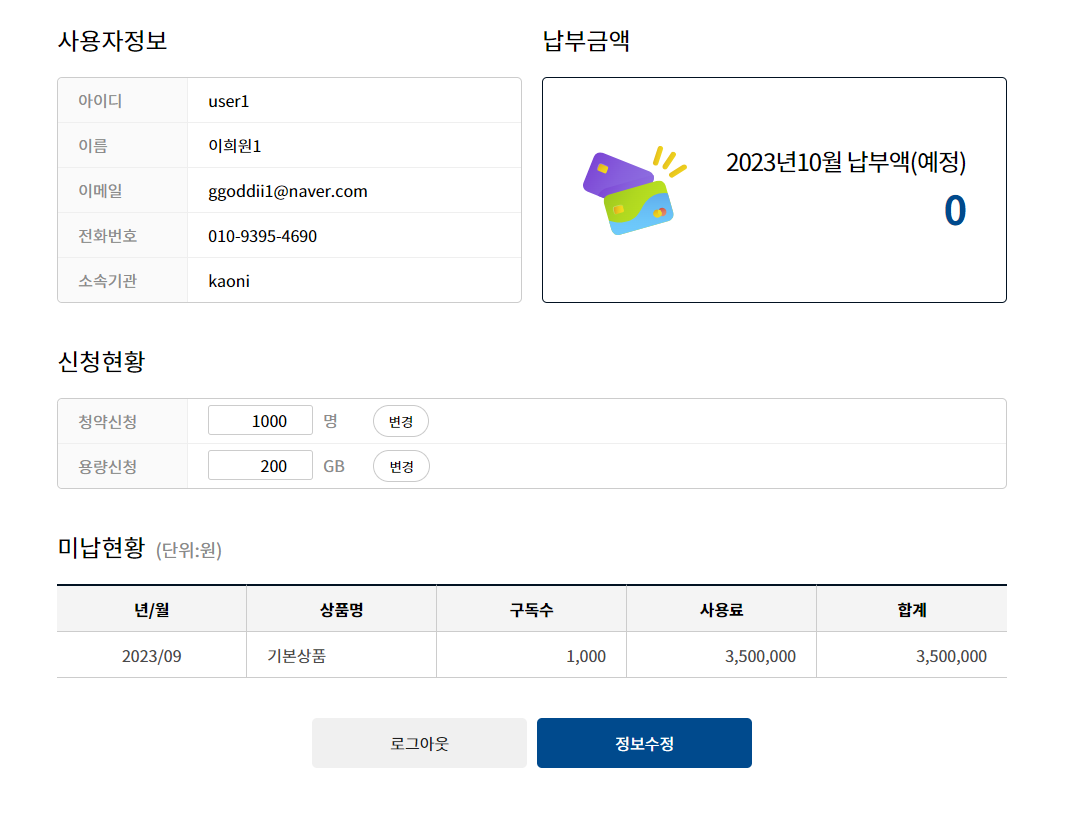 사용자정보
아이디 user1
이름 이희원1
이메일 ggoddii1@naver.com
전화번호 010-9395-4690
소속기관 kaoni
납부금액
2023년10월 납부액(예정)
0
신청현황
청약신청 1000 명 변경
용량신청 200 GB 변경
미납현황 (단위:원)
년/월 상품명 구독수 사용료 합계
2023/09 기본상품 1,000 3,500,000 3,500,000
로그아웃 정보수정